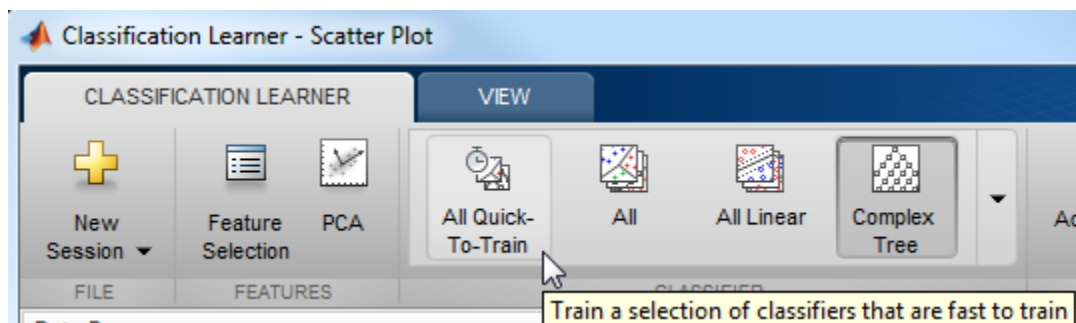 Classification Learner - Scatter Plot
CLASSIFICATION LEARNER
VIEW
New
Session
Feature
Selection
PCA
All Quick-
To-Train
All
All Linear
Complex
Tree
FILE
FEATURES
CLASSIFIER
Train a selection of classifiers that are fast to train